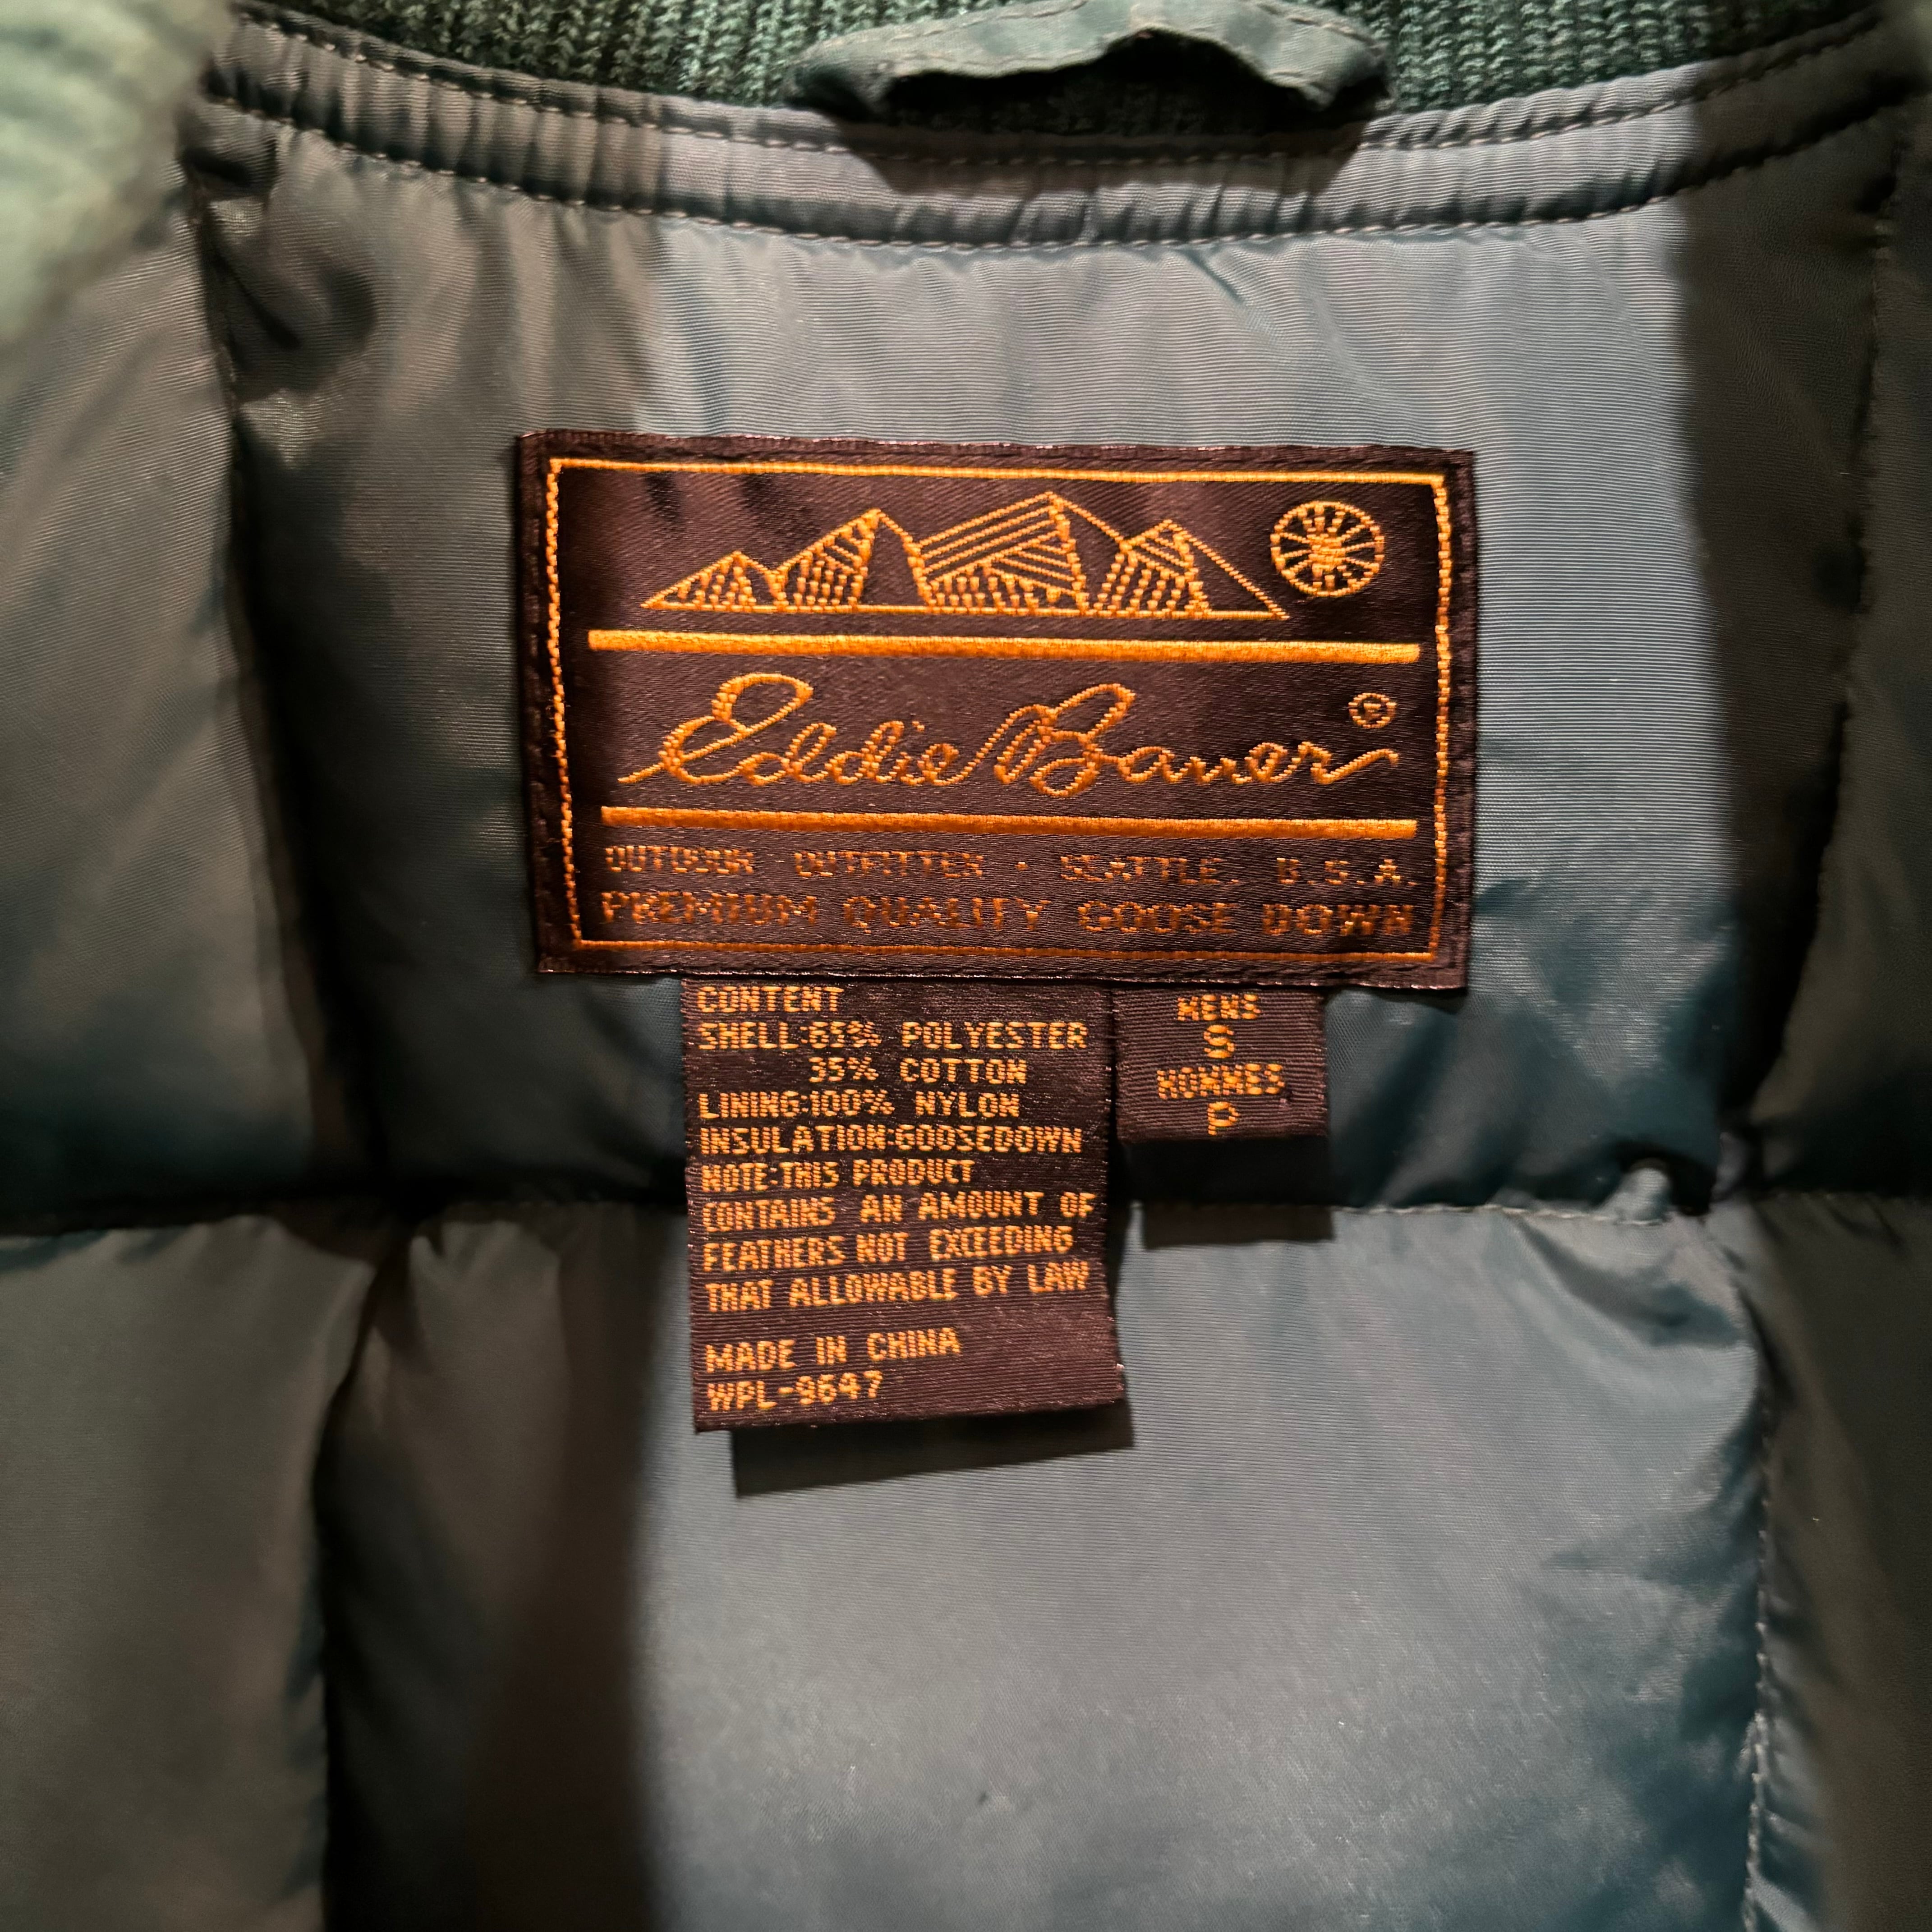 Eddie Bauer ®
OUTDOOR OUTFITTER · SEATTLE, U.S.A.
PREMIUM QUALITY GOOSE DOWN
CONTENT
SHELL:65% POLYESTER
35% COTTON
LINING:100% NYLON
INSULATION:GOOSEDOWN
NOTE:THIS PRODUCT
CONTAINS AN AMOUNT OF
FEATHERS NOT EXCEEDING
THAT ALLOWABLE BY LAW
MADE IN CHINA
WPL-9647
MENS
S
HOMMES
P